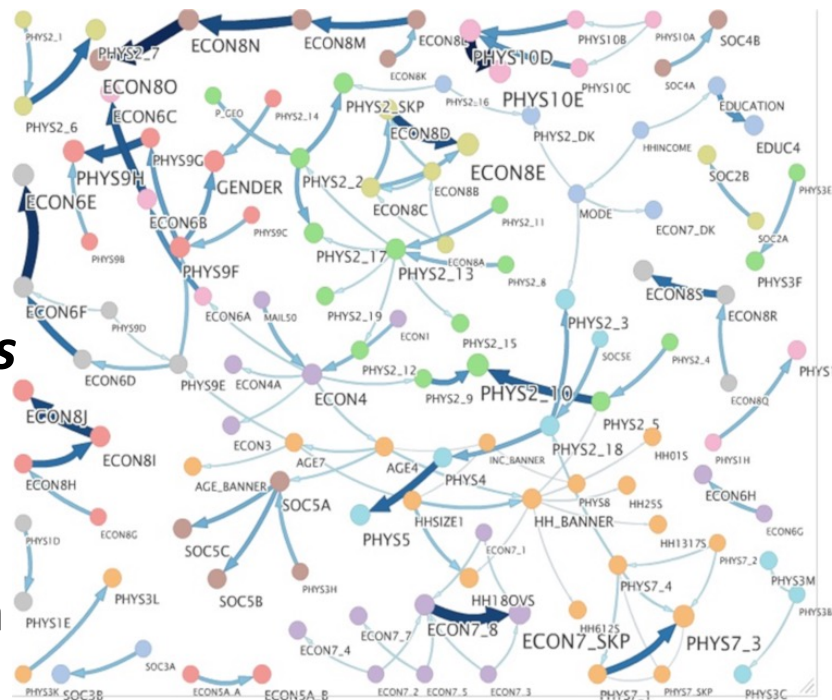 PHYS2_1
PHYS2_7
ECON8N
ECON8M
PHYS10D
PHYS10B
PHYS10A
SOC4B
ECON8O
ECON8K
PHYS10E
PHYS10C
SOC4A
PHYS2_6
ECON6C
P_GEO
PHYS2_14
PHYS2_SKP
PHYS2_16
EDUCATION
ECON8D
PHYS2_DK
HHINCOME
EDUC4
PHYS9H
PHYS9G
GENDER
PHYS2_2
ECON8E
ECON8B
SOC2B
ECON6E
ECON6B
ECON8C
MODE
PHYS9B
PHYS9C
PHYS2_11
ECON7_DK
SOC2A
PHYS9F
PHYS2_17
PHYS2_13
ECON8A
PHYS2_8
PHYS3F
ECON8S
ECON6F
ECON6A
MAIL50
PHYS2_19
ECON1
PHYS2_15
PHYS2_3
ECON8R
PHYS9D
SOC5E
PHYS2_4
s
ECON6D
PHYS9E
ECON4A
ECON4
PHYS2_12
PHYS2_9
PHYS2_10
ECON8Q
ECON8J
PHYS2_5
ECON3
PHYS2_18
HH01S
PHYS1H
ECON8I
AGE7
AGE4
INC_BANNER
ECON8H
AGE_BANNER
PHYS4
PHYS8
HH25S
ECON6H
SOC5A
HHSIZE1
HH_BANNER
ECON6G
ECON8G
PHYS1D
SOC5C
PHYS5
ECON7_1
HH1317S
PHYS7_2
PHYS3L
SOC5B
PHYS3H
HH18OVS
PHYS7_4
PHYS3M
PHYS1E
ECON7_8
ECON7_SKP
HH612S
PHYS7_3
ECON7_4
ECON7_7
SOC3A
PHYS3K
SOC3B
ECON5A_A
ECON5A_B
ECON7_2
ECON7_5
ECON7_3
PHYS7_1
PHYS7_SKP
PHYS3C